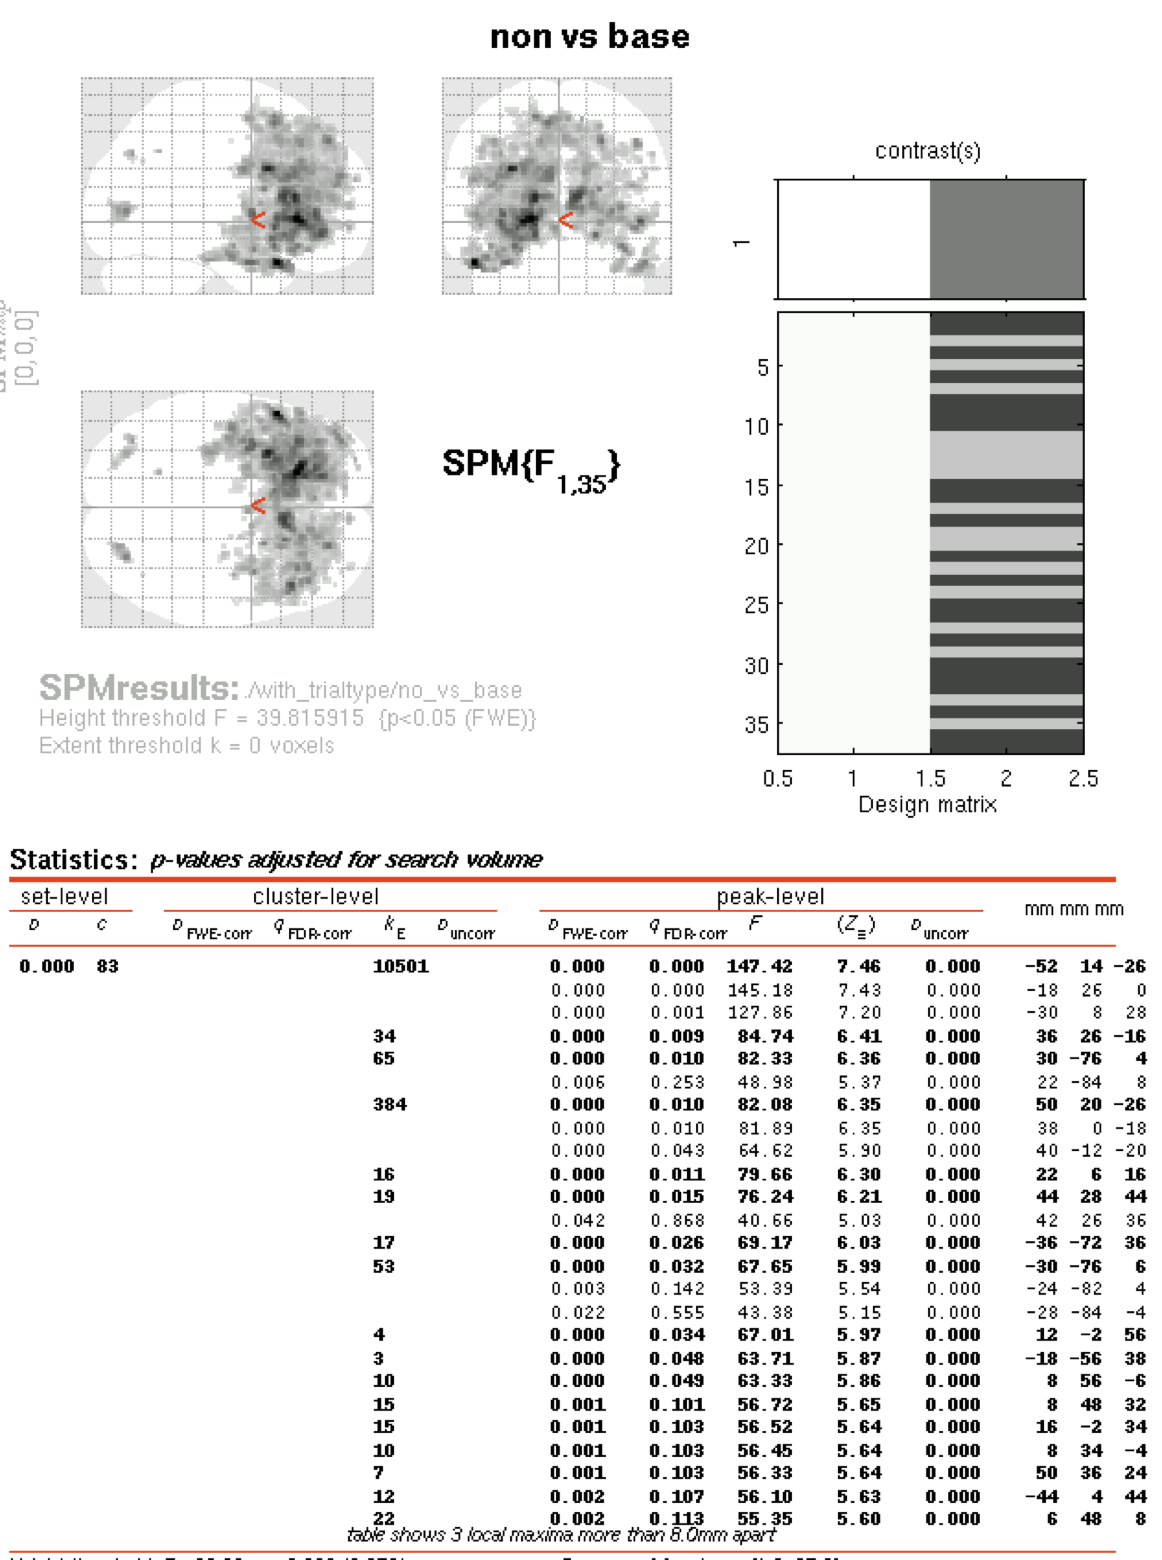 non vs base
contrast(s)
1
[0,0,0]
SPM{F1,35}
5
10
15
20
25
30
35
0.5 1 1.5 2 2.5
Design matrix
SPMresults: ./with_trialtype/no_vs_base
Height threshold F = 39.815915 {p<0.05 (FWE)}
Extent threshold k = 0 voxels
Statistics: p-values adjusted for search volume
set-level cluster-level peak-level mm mm mm
p c p FWE-corr q FDR-corr kE p uncorr p FWE-corr q FDR-corr F (Z≡) p uncorr
0.000 83 10501 0.000 0.000 147.42 7.46 0.000 -52 14 -26
0.000 0.000 145.18 7.43 0.000 -18 26 0
0.000 0.001 127.86 7.20 0.000 -30 8 28
34 0.000 0.009 84.74 6.41 0.000 36 26 -16
65 0.000 0.010 82.33 6.36 0.000 30 -76 4
0.006 0.253 48.98 5.37 0.000 22 -84 8
384 0.000 0.010 82.08 6.35 0.000 50 20 -26
0.000 0.010 81.89 6.35 0.000 38 0 -18
0.000 0.043 64.62 5.90 0.000 40 -12 -20
16 0.000 0.011 79.66 6.30 0.000 22 6 16
19 0.000 0.015 76.24 6.21 0.000 44 28 44
0.042 0.868 40.66 5.03 0.000 42 26 36
17 0.000 0.026 69.17 6.03 0.000 -36 -72 36
53 0.000 0.032 67.65 5.99 0.000 -30 -76 6
0.003 0.142 53.39 5.54 0.000 -24 -82 4
0.022 0.555 43.38 5.15 0.000 -28 -84 -4
4 0.000 0.034 67.01 5.97 0.000 12 -2 56
3 0.000 0.048 63.71 5.87 0.000 -18 -56 38
10 0.000 0.049 63.33 5.86 0.000 8 56 -6
15 0.001 0.101 56.72 5.65 0.000 8 48 32
15 0.001 0.103 56.52 5.64 0.000 16 -2 34
10 0.001 0.103 56.45 5.64 0.000 8 34 -4
7 0.001 0.103 56.33 5.64 0.000 50 36 24
12 0.002 0.107 56.10 5.63 0.000 -44 4 44
22 0.002 0.113 55.35 5.60 0.000 6 48 8
table shows 3 local maxima more than 8.0mm apart